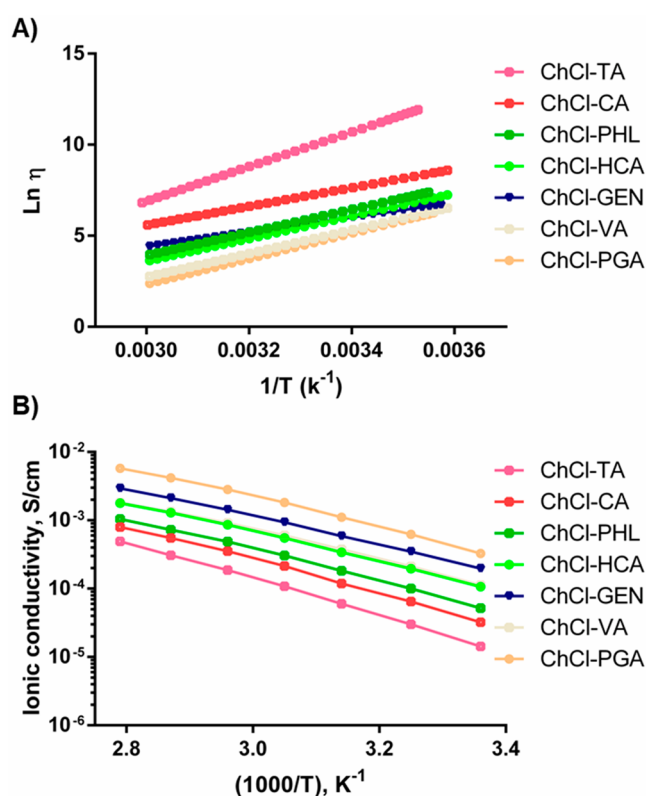 A)
Ln η
15
10
5
0
0.0030
0.0032
0.0034
0.0036
1/T (k⁻¹)
ChCl-TA
ChCl-CA
ChCl-PHL
ChCl-HCA
ChCl-GEN
ChCl-VA
ChCl-PGA
B)
Ionic conductivity, S/cm
10⁻²
10⁻³
10⁻⁴
10⁻⁵
10⁻⁶
2.8
3.0
3.2
3.4
(1000/T), K⁻¹
ChCl-TA
ChCl-CA
ChCl-PHL
ChCl-HCA
ChCl-GEN
ChCl-VA
ChCl-PGA